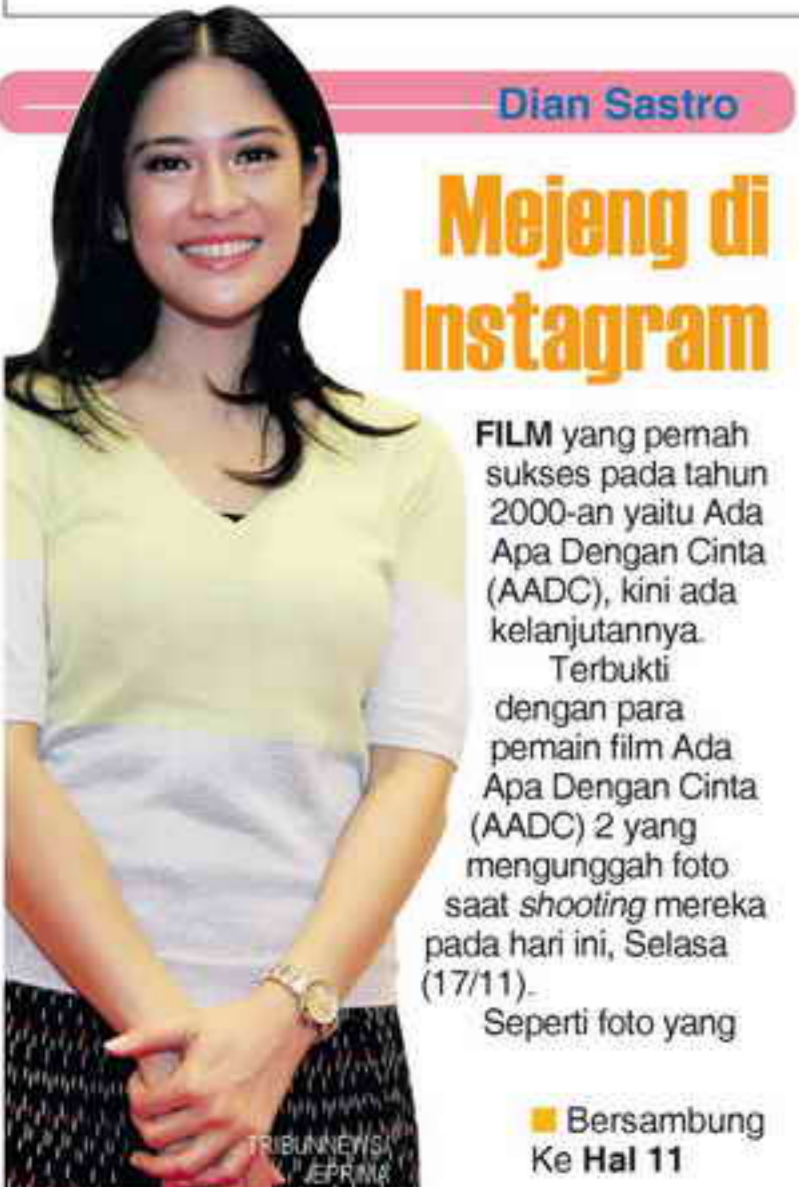 Dian Sastro
Mejeng di
Instagram
FILM yang pernah
sukses pada tahun
2000-an yaitu Ada
Apa Dengan Cinta
(AADC), kini ada
kelanjutannya.
Terbukti
dengan para
pemain film Ada
Apa Dengan Cinta
(AADC) 2 yang
mengunggah foto
saat shooting mereka
pada hari ini, Selasa
(17/11).
Seperti foto yang
■ Bersambung
Ke Hal 11
TRIBUNNEWS/
JEPRIMA